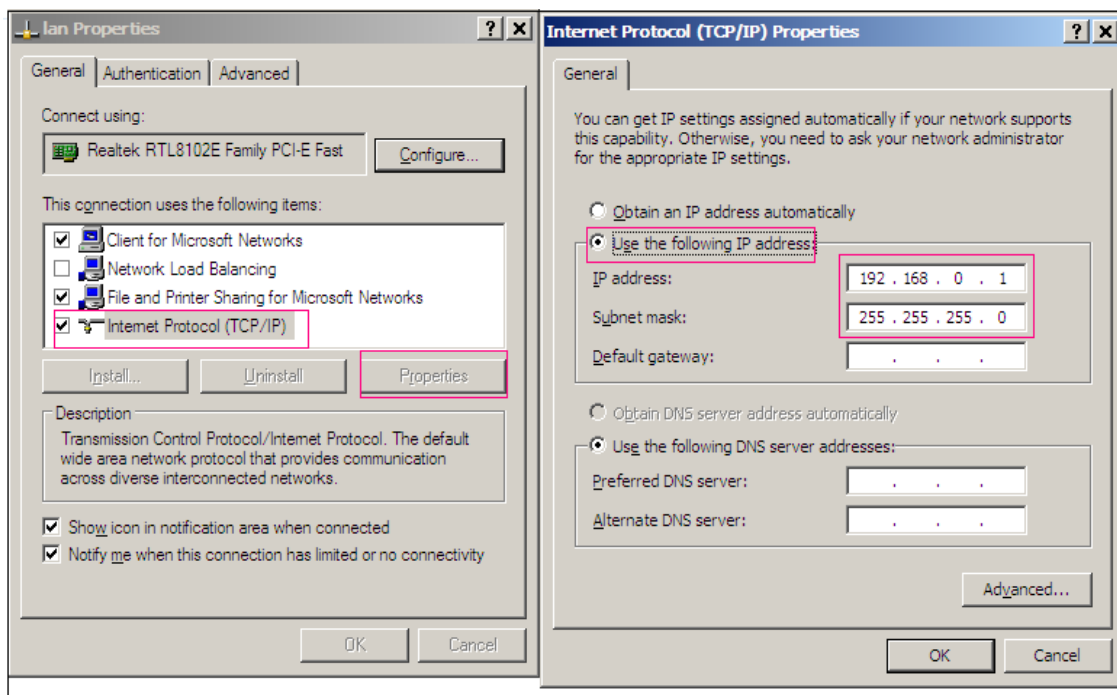 lan Properties
General
Authentication
Advanced
Connect using:
Realtek RTL8102E Family PCI-E Fast
Configure...
This connection uses the following items:
Client for Microsoft Networks
Network Load Balancing
File and Printer Sharing for Microsoft Networks
Internet Protocol (TCP/IP)
Install...
Uninstall
Properties
Description
Transmission Control Protocol/Internet Protocol. The default
wide area network protocol that provides communication
across diverse interconnected networks.
Show icon in notification area when connected
Notify me when this connection has limited or no connectivity
OK
Cancel
Internet Protocol (TCP/IP) Properties
General
You can get IP settings assigned automatically if your network supports
this capability. Otherwise, you need to ask your network administrator
for the appropriate IP settings.
Obtain an IP address automatically
Use the following IP address:
IP address: 192 . 168 . 0 . 1
Subnet mask: 255 . 255 . 255 . 0
Default gateway: . . .
Obtain DNS server address automatically
Use the following DNS server addresses:
Preferred DNS server: . . .
Alternate DNS server: . . .
Advanced...
OK
Cancel